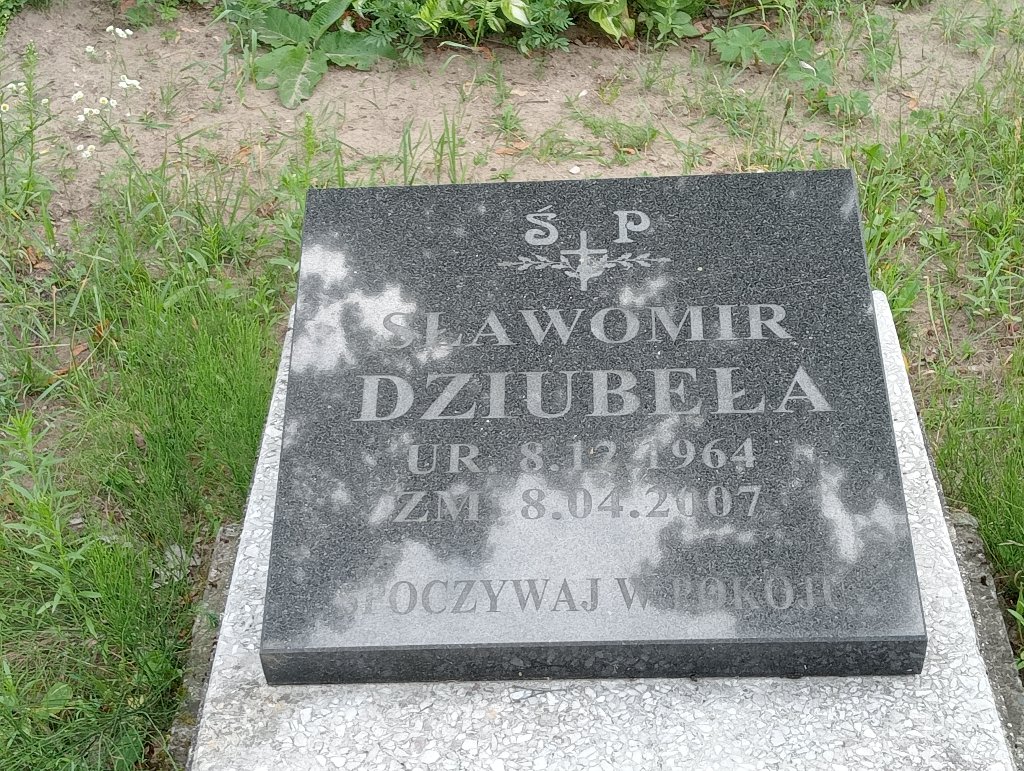 Ś P
SŁAWOMIR
DZIUBEŁA
UR. 8.12.1964
ZM 8.04.2007
SPOCZYWAJ W POKOJU